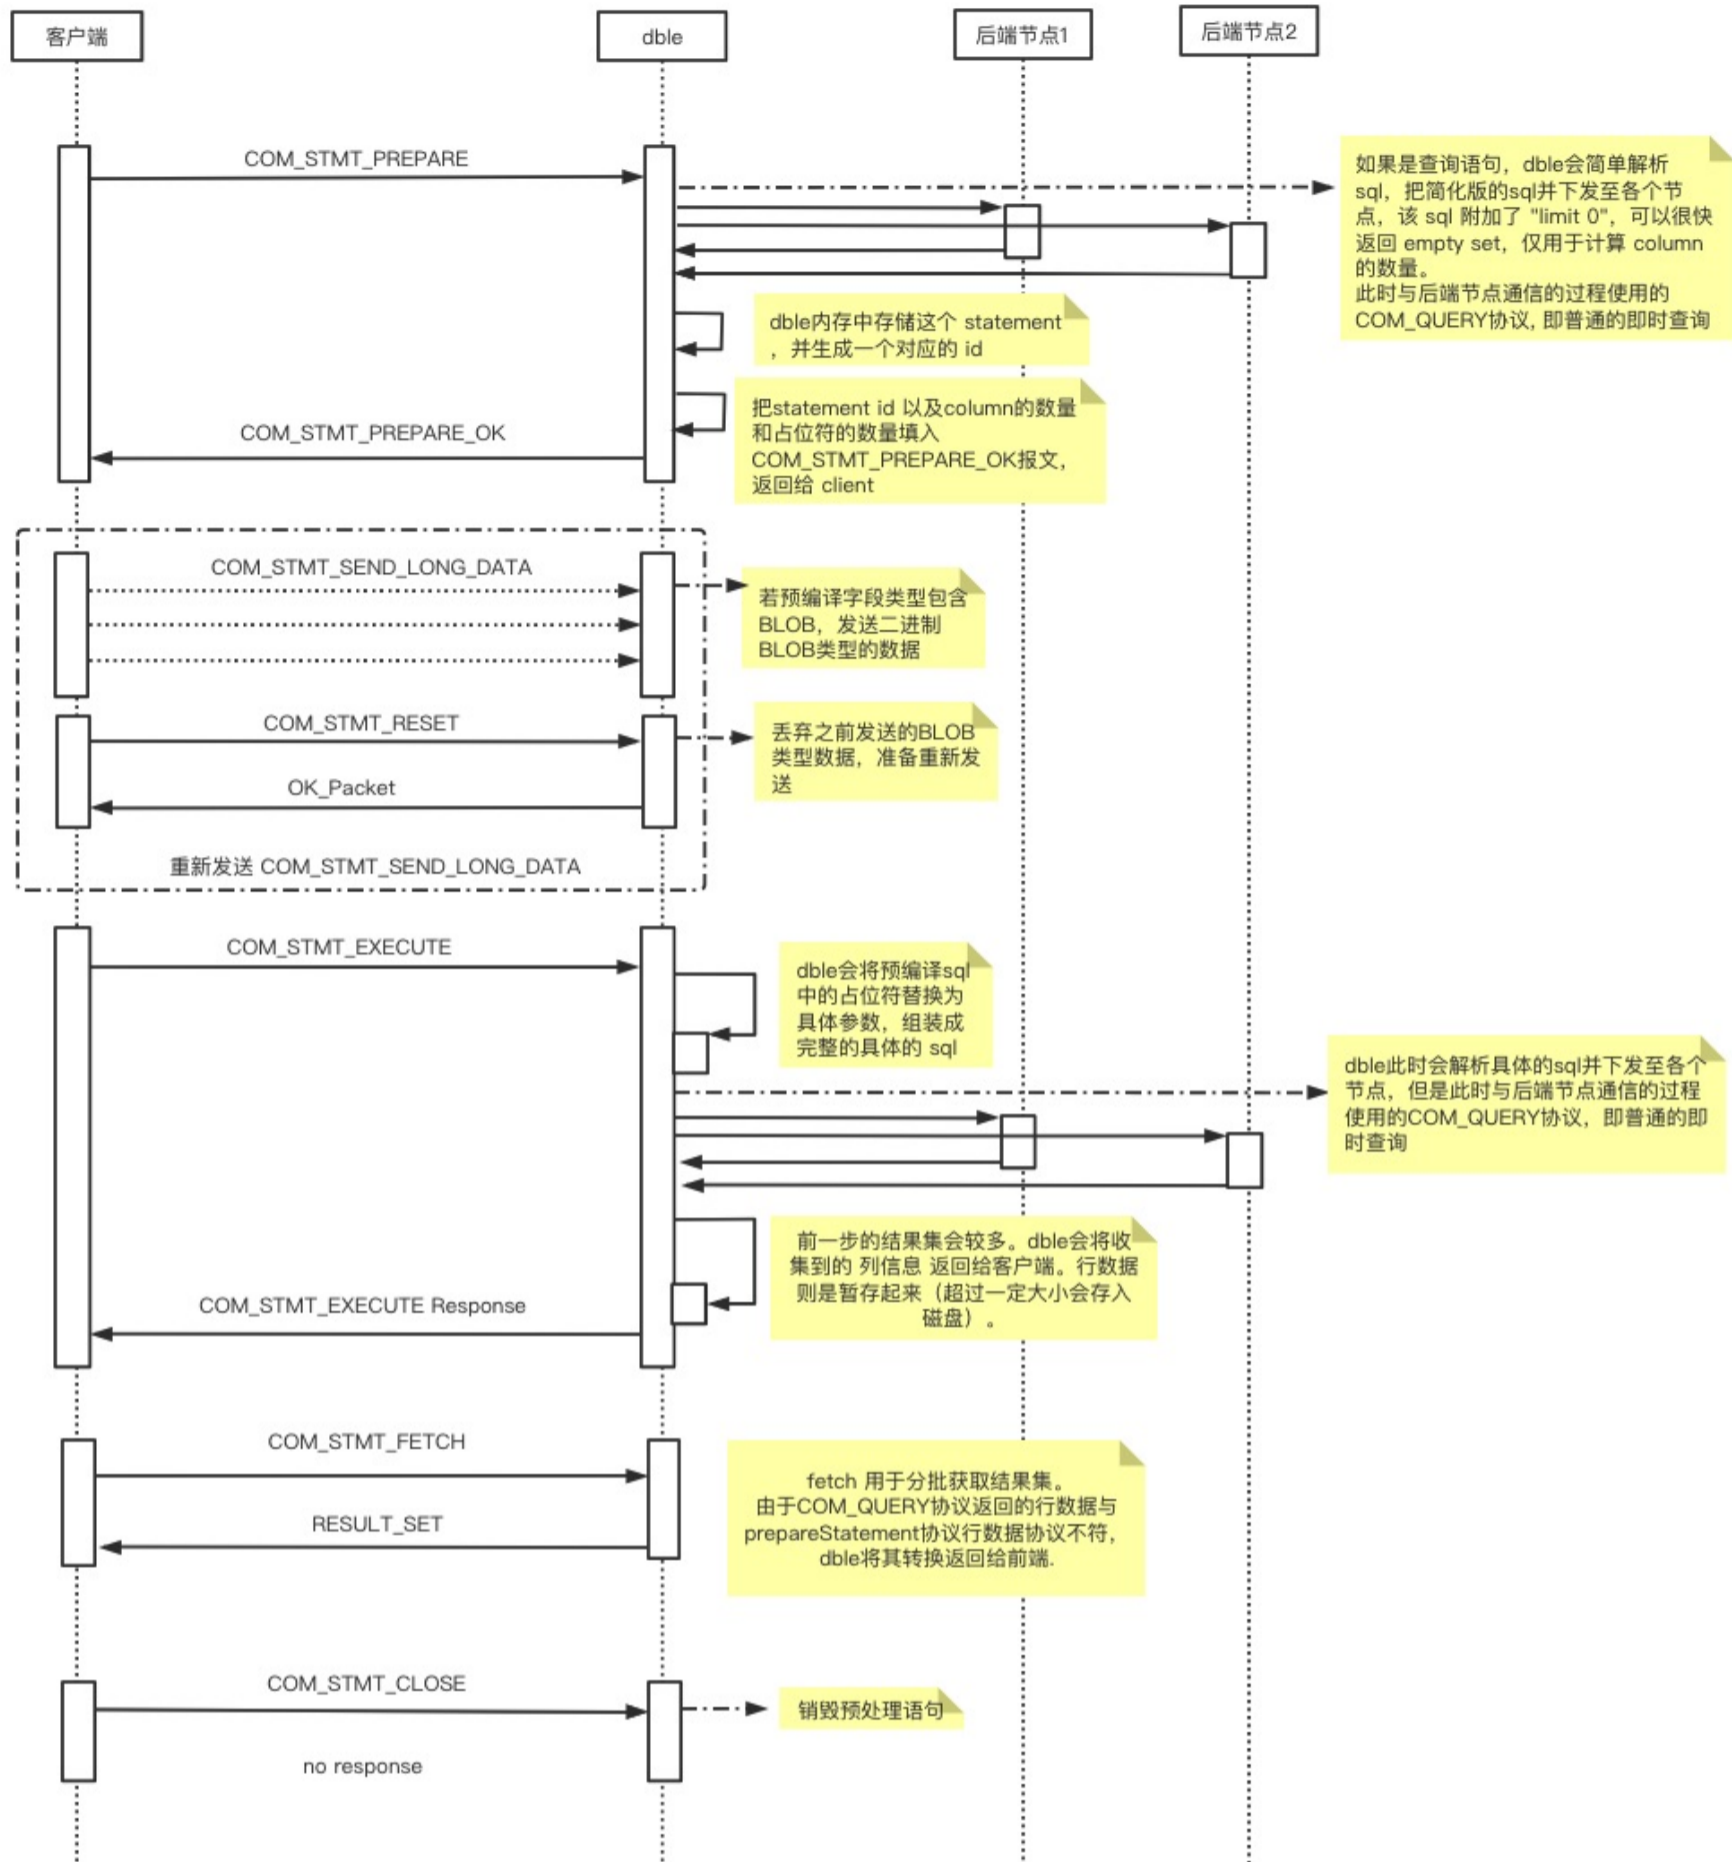 客户端
dble
后端节点1
后端节点2
COM_STMT_PREPARE
如果是查询语句，dble会简单解析
sql，把简化版的sql并下发至各个节
点，该 sql 附加了 "limit 0"，可以很快
返回 empty set，仅用于计算 column
的数量。
此时与后端节点通信的过程使用的
COM_QUERY协议, 即普通的即时查询
dble内存中存储这个 statement
，并生成一个对应的 id
把statement id 以及column的数量
和占位符的数量填入
COM_STMT_PREPARE_OK报文，
返回给 client
COM_STMT_PREPARE_OK
COM_STMT_SEND_LONG_DATA
若预编译字段类型包含
BLOB，发送二进制
BLOB类型的数据
COM_STMT_RESET
丢弃之前发送的BLOB
类型数据，准备重新发
送
OK_Packet
重新发送 COM_STMT_SEND_LONG_DATA
COM_STMT_EXECUTE
dble会将预编译sql
中的占位符替换为
具体参数，组装成
完整的具体的 sql
dble此时会解析具体的sql并下发至各个
节点，但是此时与后端节点通信的过程
使用的COM_QUERY协议，即普通的即
时查询
前一步的结果集会较多。dble会将收
集到的 列信息 返回给客户端。行数据
则是暂存起来（超过一定大小会存入
磁盘）。
COM_STMT_EXECUTE Response
COM_STMT_FETCH
fetch 用于分批获取结果集。
由于COM_QUERY协议返回的行数据与
prepareStatement协议行数据协议不符，
dble将其转换返回给前端.
RESULT_SET
COM_STMT_CLOSE
销毁预处理语句
no response